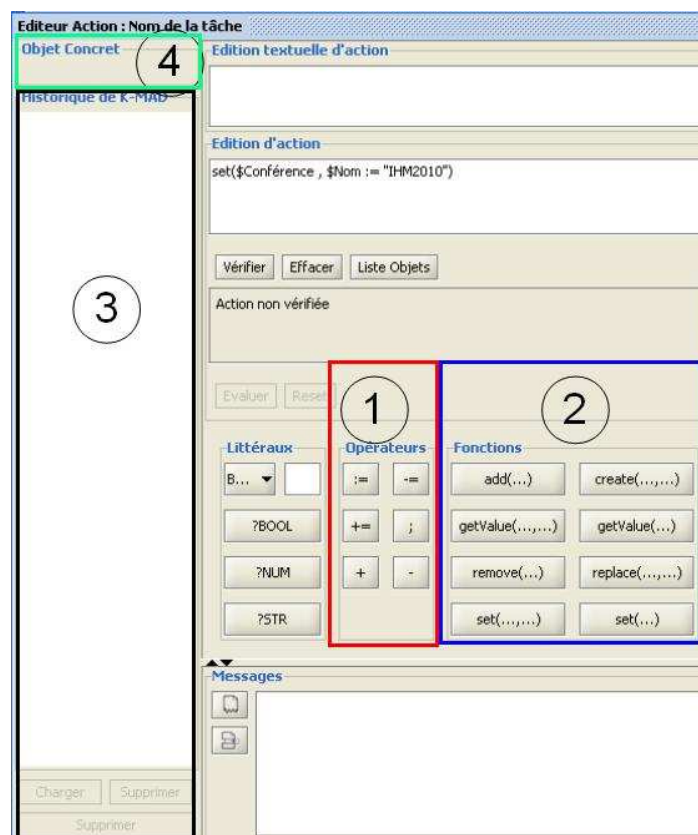 Editeur Action : Nom de la tâche
Objet Concret
4
Historique de K-MAD
3
Charger
Supprimer
Supprimer
Edition textuelle d'action
Edition d'action
set($Conférence , $Nom := "IHM2010")
Vérifier
Effacer
Liste Objets
Action non vérifiée
Evaluer
Reset
1
2
Littéraux
B...
?BOOL
?NUM
?STR
Opérateurs
:= -=
+= ;
+ -
Fonctions
add(...) create(...,...)
getValue(...,...) getValue(...)
remove(...) replace(...,...)
set(...,...) set(...)
Messages